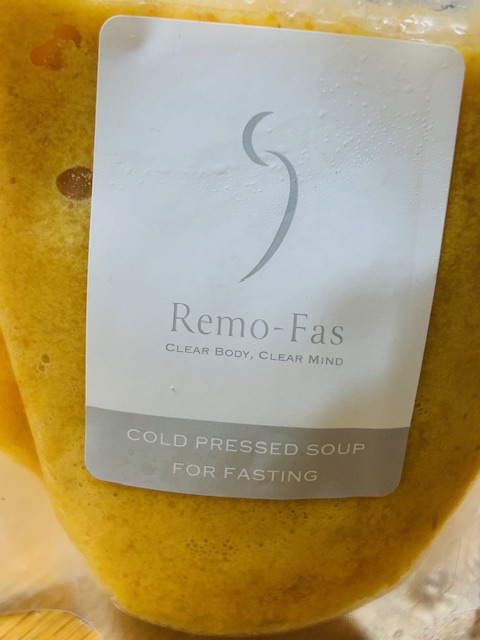 Remo-Fas
CLEAR BODY, CLEAR MIND
COLD PRESSED SOUP
FOR FASTING